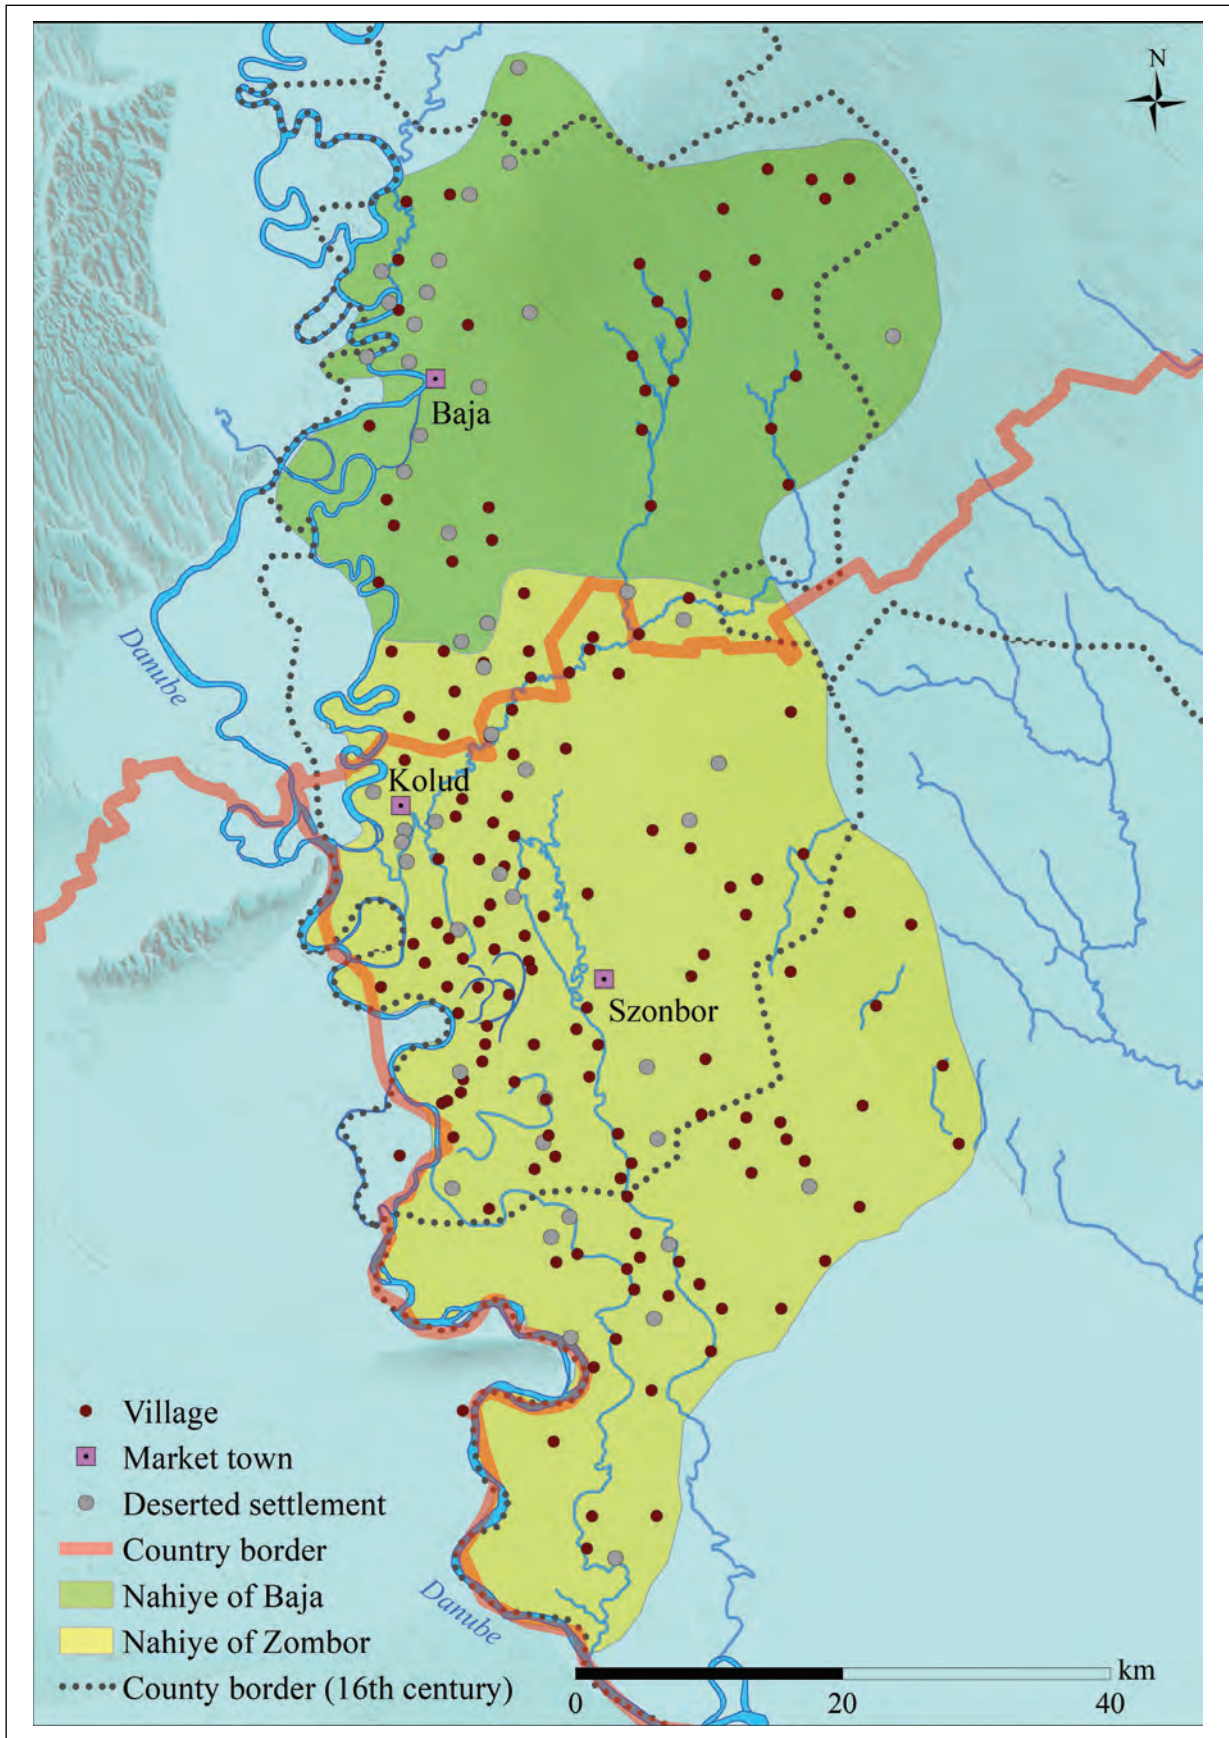 N
Baja
Danube
Kolud
Szonbor
Village
Market town
Deserted settlement
Country border
Nahiye of Baja
Nahiye of Zombor
County border (16th century)
Danube
km
0 20 40